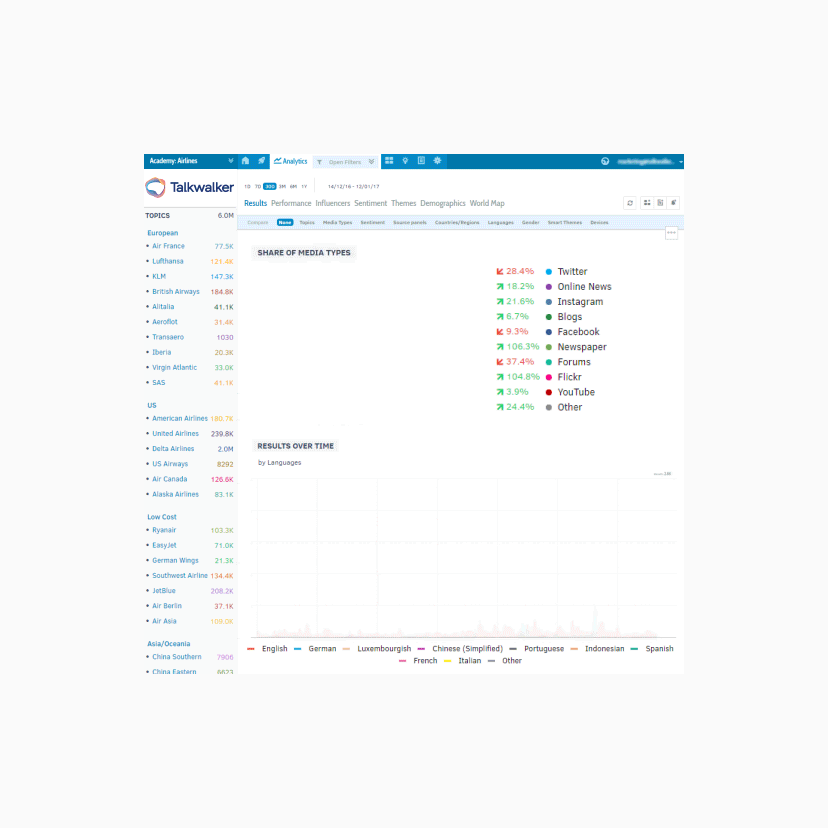 Academy: Airlines
Analytics
Open Filters
Talkwalker
1D 7D 30D 3M 6M 1Y
14/12/16 - 12/01/17
Results Performance Influencers Sentiment Themes Demographics World Map
Compare None Topics Media Types Sentiment Source panels Countries/Regions Languages Gender Smart Themes Devices
TOPICS 6.0M
European
Air France 77.5K
Lufthansa 121.4K
KLM 147.3K
British Airways 184.8K
Alitalia 41.1K
Aeroflot 31.4K
Transaero 1030
Iberia 20.3K
Virgin Atlantic 33.0K
SAS 41.1K
US
American Airlines 180.7K
United Airlines 239.8K
Delta Airlines 2.0M
US Airways 8292
Air Canada 126.6K
Alaska Airlines 83.1K
Low Cost
Ryanair 103.3K
EasyJet 71.0K
German Wings 21.3K
Southwest Airline 134.4K
JetBlue 208.2K
Air Berlin 37.1K
Air Asia 109.0K
Asia/Oceania
China Southern 7906
China Eastern 6623
SHARE OF MEDIA TYPES
28.4% Twitter
18.2% Online News
21.6% Instagram
6.7% Blogs
9.3% Facebook
106.3% Newspaper
37.4% Forums
104.8% Flickr
3.9% YouTube
24.4% Other
RESULTS OVER TIME
by Languages
English German Luxembourgish Chinese (Simplified) Portuguese Indonesian Spanish
French Italian Other